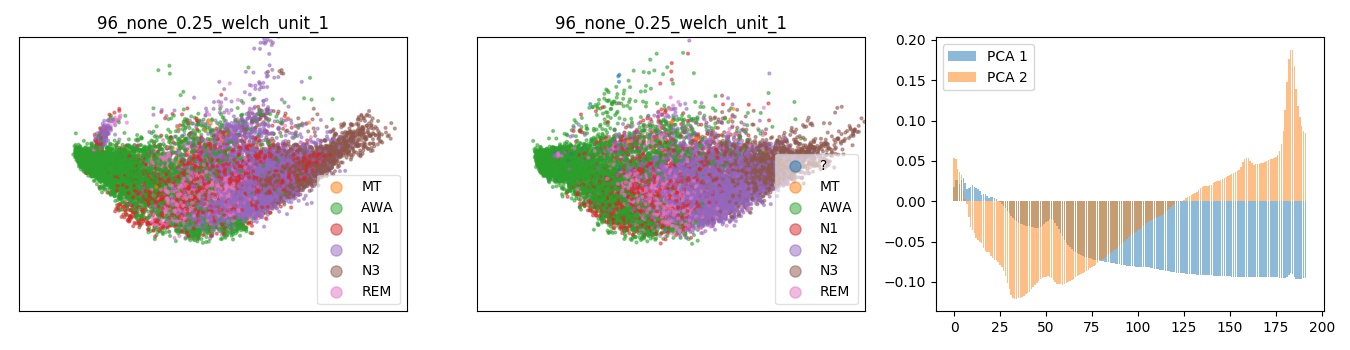 96_none_0.25_welch_unit_1
MT
AWA
N1
N2
N3
REM
96_none_0.25_welch_unit_1
?
MT
AWA
N1
N2
N3
REM
PCA 1
PCA 2
0.20
0.15
0.10
0.05
0.00
−0.05
−0.10
0 25 50 75 100 125 150 175 200